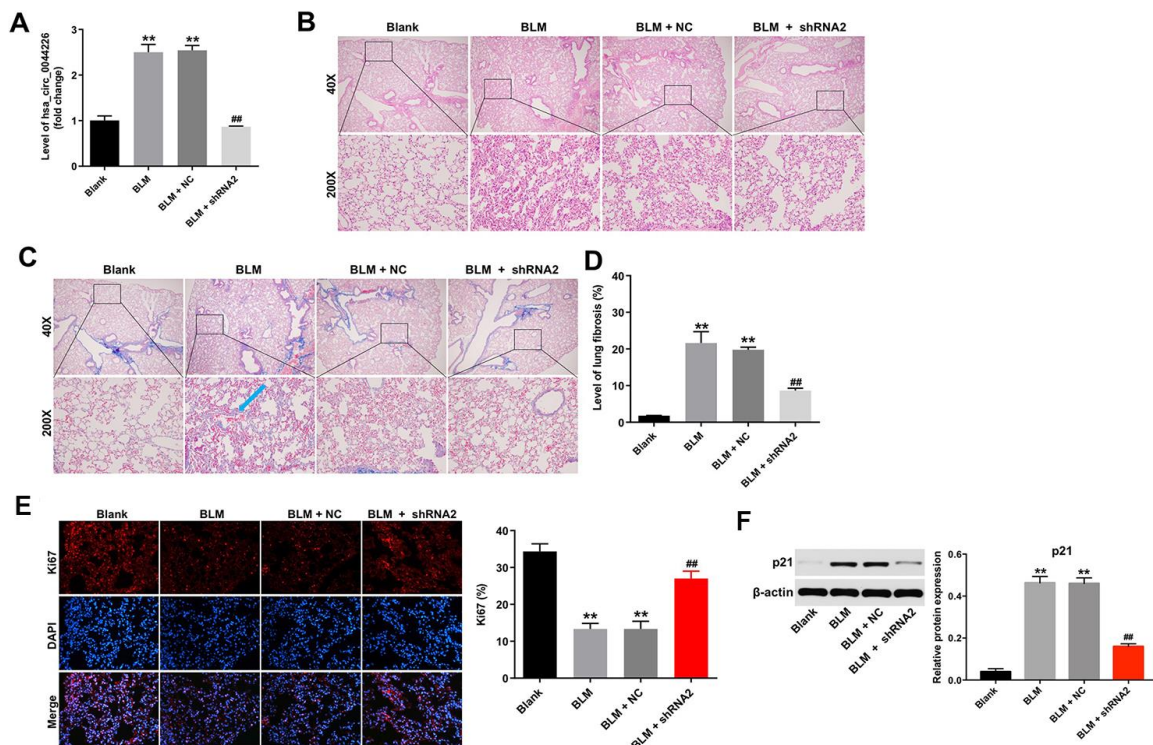 A
Level of hsa_circ_0044226
(fold change)
3
2
1
0
**
**
##
Blank
BLM
BLM + NC
BLM + shRNA2
B
Blank
BLM
BLM + NC
BLM + shRNA2
40X
200X
C
Blank
BLM
BLM + NC
BLM + shRNA2
40X
200X
D
Level of lung fibrosis (%)
40
30
20
10
0
**
**
##
Blank
BLM
BLM + NC
BLM + shRNA2
E
Blank
BLM
BLM + NC
BLM + shRNA2
Ki67
DAPI
Merge
Ki67 (%)
40
30
20
10
0
**
**
##
Blank
BLM
BLM + NC
BLM + shRNA2
F
p21
β-actin
Blank
BLM
BLM + NC
BLM + shRNA2
p21
Relative protein expression
0.6
0.4
0.2
0.0
**
**
##
Blank
BLM
BLM + NC
BLM + shRNA2